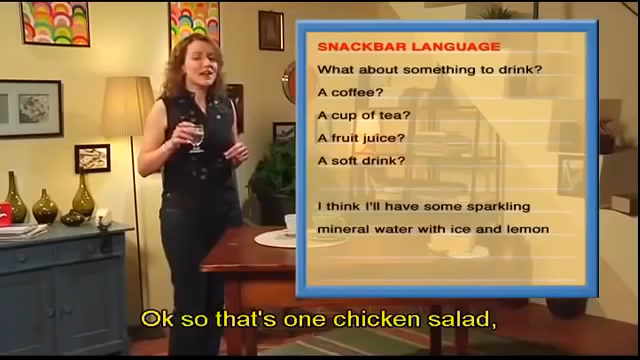 SNACKBAR LANGUAGE
What about something to drink?
A coffee?
A cup of tea?
A fruit juice?
A soft drink?
I think I'll have some sparkling
mineral water with ice and lemon
Ok so that's one chicken salad,